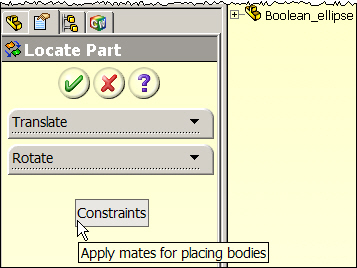 Boolean_ellipse
Locate Part
?
Translate
Rotate
Constraints
Apply mates for placing bodies